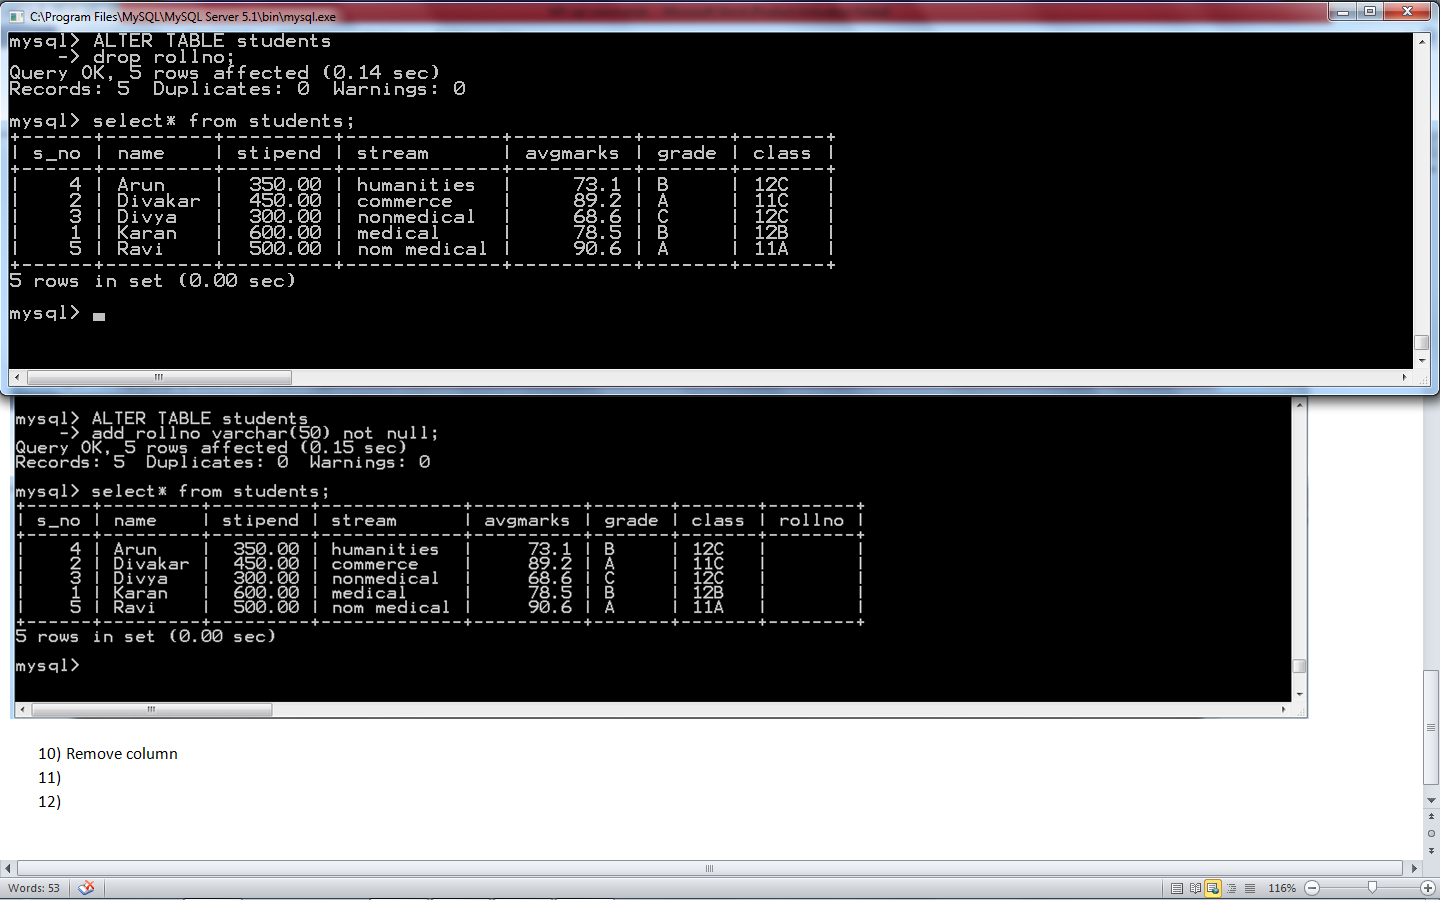 C:\Program Files\MySQL\MySQL Server 5.1\bin\mysql.exe
mysql> ALTER TABLE students
    -> drop rollno;
Query OK, 5 rows affected (0.14 sec)
Records: 5  Duplicates: 0  Warnings: 0
mysql> select* from students;
+------+---------+---------+-------------+----------+-------+-------+
| s_no | name    | stipend | stream      | avgmarks | grade | class |
+------+---------+---------+-------------+----------+-------+-------+
|    4 | Arun    |  350.00 | humanities  |     73.1 | B     | 12C   |
|    2 | Divakar |  450.00 | commerce    |     89.2 | A     | 11C   |
|    3 | Divya   |  300.00 | nonmedical  |     68.6 | C     | 12C   |
|    1 | Karan   |  600.00 | medical     |     78.5 | B     | 12B   |
|    5 | Ravi    |  500.00 | nom medical |     90.6 | A     | 11A   |
+------+---------+---------+-------------+----------+-------+-------+
5 rows in set (0.00 sec)
mysql>
mysql> ALTER TABLE students
    -> add rollno varchar(50) not null;
Query OK, 5 rows affected (0.15 sec)
Records: 5  Duplicates: 0  Warnings: 0
mysql> select* from students;
+------+---------+---------+-------------+----------+-------+-------+--------+
| s_no | name    | stipend | stream      | avgmarks | grade | class | rollno |
+------+---------+---------+-------------+----------+-------+-------+--------+
|    4 | Arun    |  350.00 | humanities  |     73.1 | B     | 12C   |        |
|    2 | Divakar |  450.00 | commerce    |     89.2 | A     | 11C   |        |
|    3 | Divya   |  300.00 | nonmedical  |     68.6 | C     | 12C   |        |
|    1 | Karan   |  600.00 | medical     |     78.5 | B     | 12B   |        |
|    5 | Ravi    |  500.00 | nom medical |     90.6 | A     | 11A   |        |
+------+---------+---------+-------------+----------+-------+-------+--------+
5 rows in set (0.00 sec)
mysql>
10) Remove column
11)
12)
Words: 53 116%